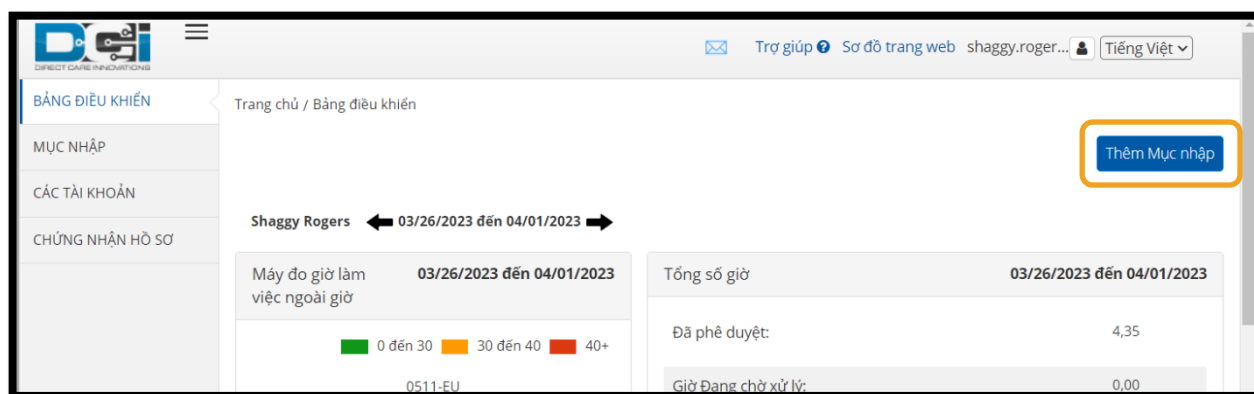 DCi
DIRECT CARE INNOVATIONS
Trợ giúp Sơ đồ trang web shaggy.roger... Tiếng Việt
BẢNG ĐIỀU KHIỂN
Trang chủ / Bảng điều khiển
MỤC NHẬP
Thêm Mục nhập
CÁC TÀI KHOẢN
CHỨNG NHẬN HỒ SƠ
Shaggy Rogers 03/26/2023 đến 04/01/2023
Máy đo giờ làm việc ngoài giờ 03/26/2023 đến 04/01/2023
0 đến 30 30 đến 40 40+
0511-EU
Tổng số giờ 03/26/2023 đến 04/01/2023
Đã phê duyệt: 4,35
Giờ Đang chờ xử lý: 0,00